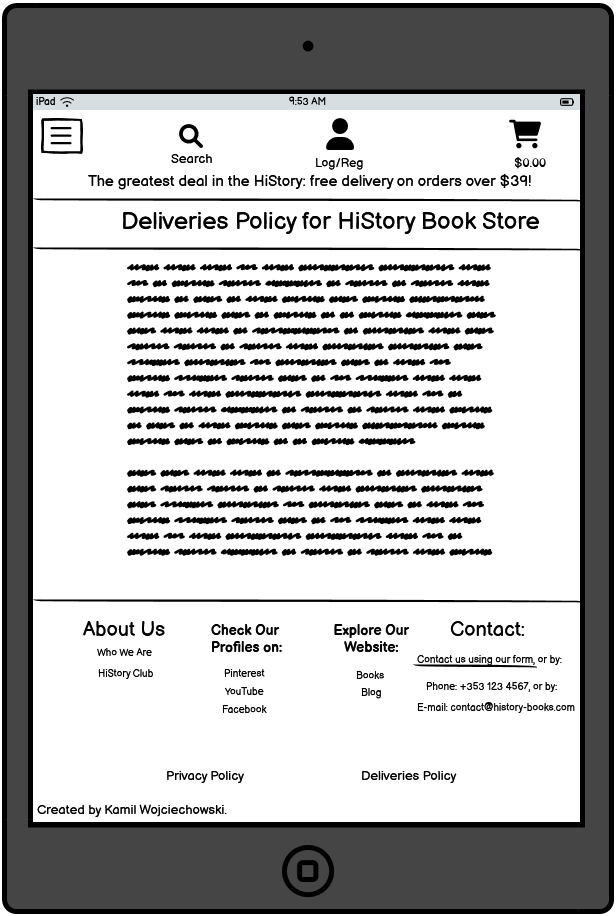 iPad
9:53 AM
Search
Log/Reg
$0.00
The greatest deal in the HiStory: free delivery on orders over $39!
Deliveries Policy for HiStory Book Store
About Us
Who We Are
HiStory Club
Check Our
Profiles on:
Pinterest
YouTube
Facebook
Explore Our
Website:
Books
Blog
Contact:
Contact us using our form, or by:
Phone: +353 123 4567, or by:
E-mail: contact@history-books.com
Privacy Policy
Deliveries Policy
Created by Kamil Wojciechowski.